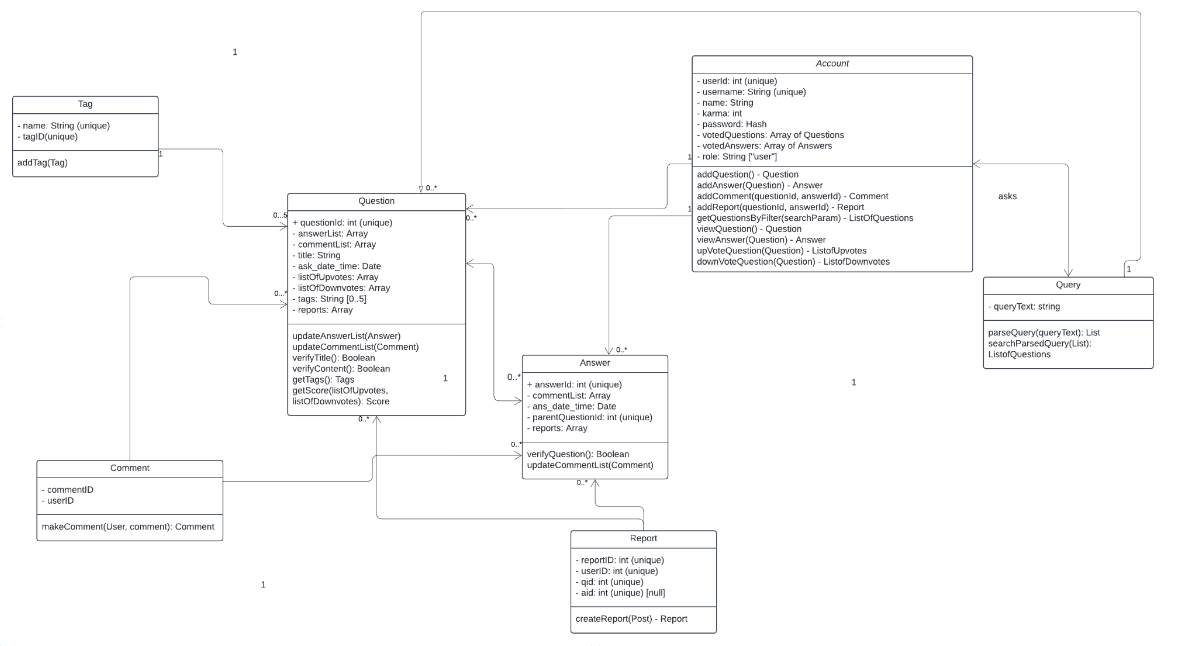 1
Account
- userId: int (unique)
- username: String (unique)
- name: String
- karma: int
- password: Hash
- votedQuestions: Array of Questions
- votedAnswers: Array of Answers
- role: String ["user"]
addQuestion() - Question
addAnswer(Question) - Answer
addComment(questionId, answerId) - Comment
addReport(questionId, answerId) - Report
getQuestionsByFilter(searchParam) - ListOfQuestions
viewQuestion() - Question
viewAnswer(Question) - Answer
upVoteQuestion(Question) - ListofUpvotes
downVoteQuestion(Question) - ListofDownvotes
1
1
asks
Tag
- name: String (unique)
- tagID(unique)
addTag(Tag)
1
0..*
0...5
0..*
0..*
Question
+ questionId: int (unique)
- answerList: Array
- commentList: Array
- title: String
- ask_date_time: Date
- listOfUpvotes: Array
- listOfDownvotes: Array
- tags: String [0..5]
- reports: Array
updateAnswerList(Answer)
updateCommentList(Comment)
verifyTitle(): Boolean
verifyContent(): Boolean
getTags(): Tags
getScore(listOfUpvotes,
listOfDownvotes): Score
1
0..*
1
Query
- queryText: string
parseQuery(queryText): List
searchParsedQuery(List):
ListofQuestions
1
0..*
0..*
0..*
Answer
+ answerId: int (unique)
- commentList: Array
- ans_date_time: Date
- parentQuestionId: int (unique)
- reports: Array
verifyQuestion(): Boolean
updateCommentList(Comment)
0..*
Comment
- commentID
- userID
makeComment(User, comment): Comment
1
Report
- reportID: int (unique)
- userID: int (unique)
- qid: int (unique)
- aid: int (unique) [null]
createReport(Post) - Report